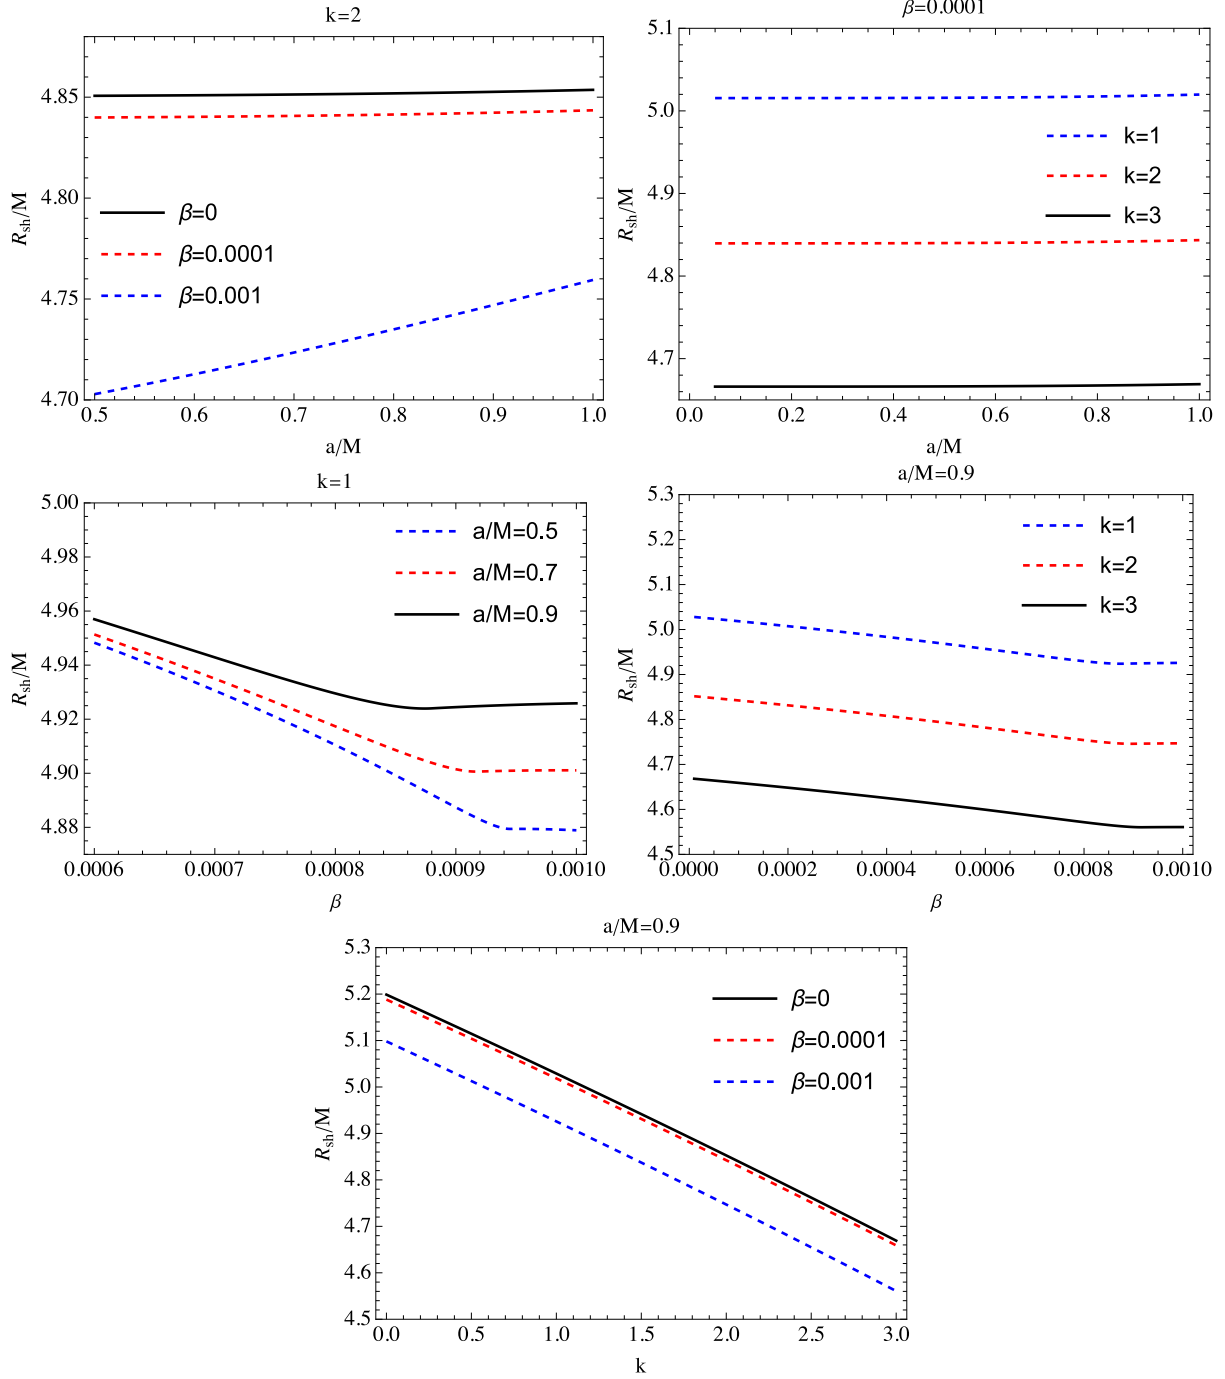 k=2
4.85
4.80
4.75
4.70
R_sh/M
β=0
β=0.0001
β=0.001
0.5 0.6 0.7 0.8 0.9 1.0
a/M
β=0.0001
5.1
5.0
4.9
4.8
4.7
R_sh/M
k=1
k=2
k=3
0.0 0.2 0.4 0.6 0.8 1.0
a/M
k=1
5.00
4.98
4.96
4.94
4.92
4.90
4.88
R_sh/M
a/M=0.5
a/M=0.7
a/M=0.9
0.0006 0.0007 0.0008 0.0009 0.0010
β
a/M=0.9
5.3
5.2
5.1
5.0
4.9
4.8
4.7
4.6
4.5
R_sh/M
k=1
k=2
k=3
0.0000 0.0002 0.0004 0.0006 0.0008 0.0010
β
a/M=0.9
5.3
5.2
5.1
5.0
4.9
4.8
4.7
4.6
4.5
R_sh/M
β=0
β=0.0001
β=0.001
0.0 0.5 1.0 1.5 2.0 2.5 3.0
k